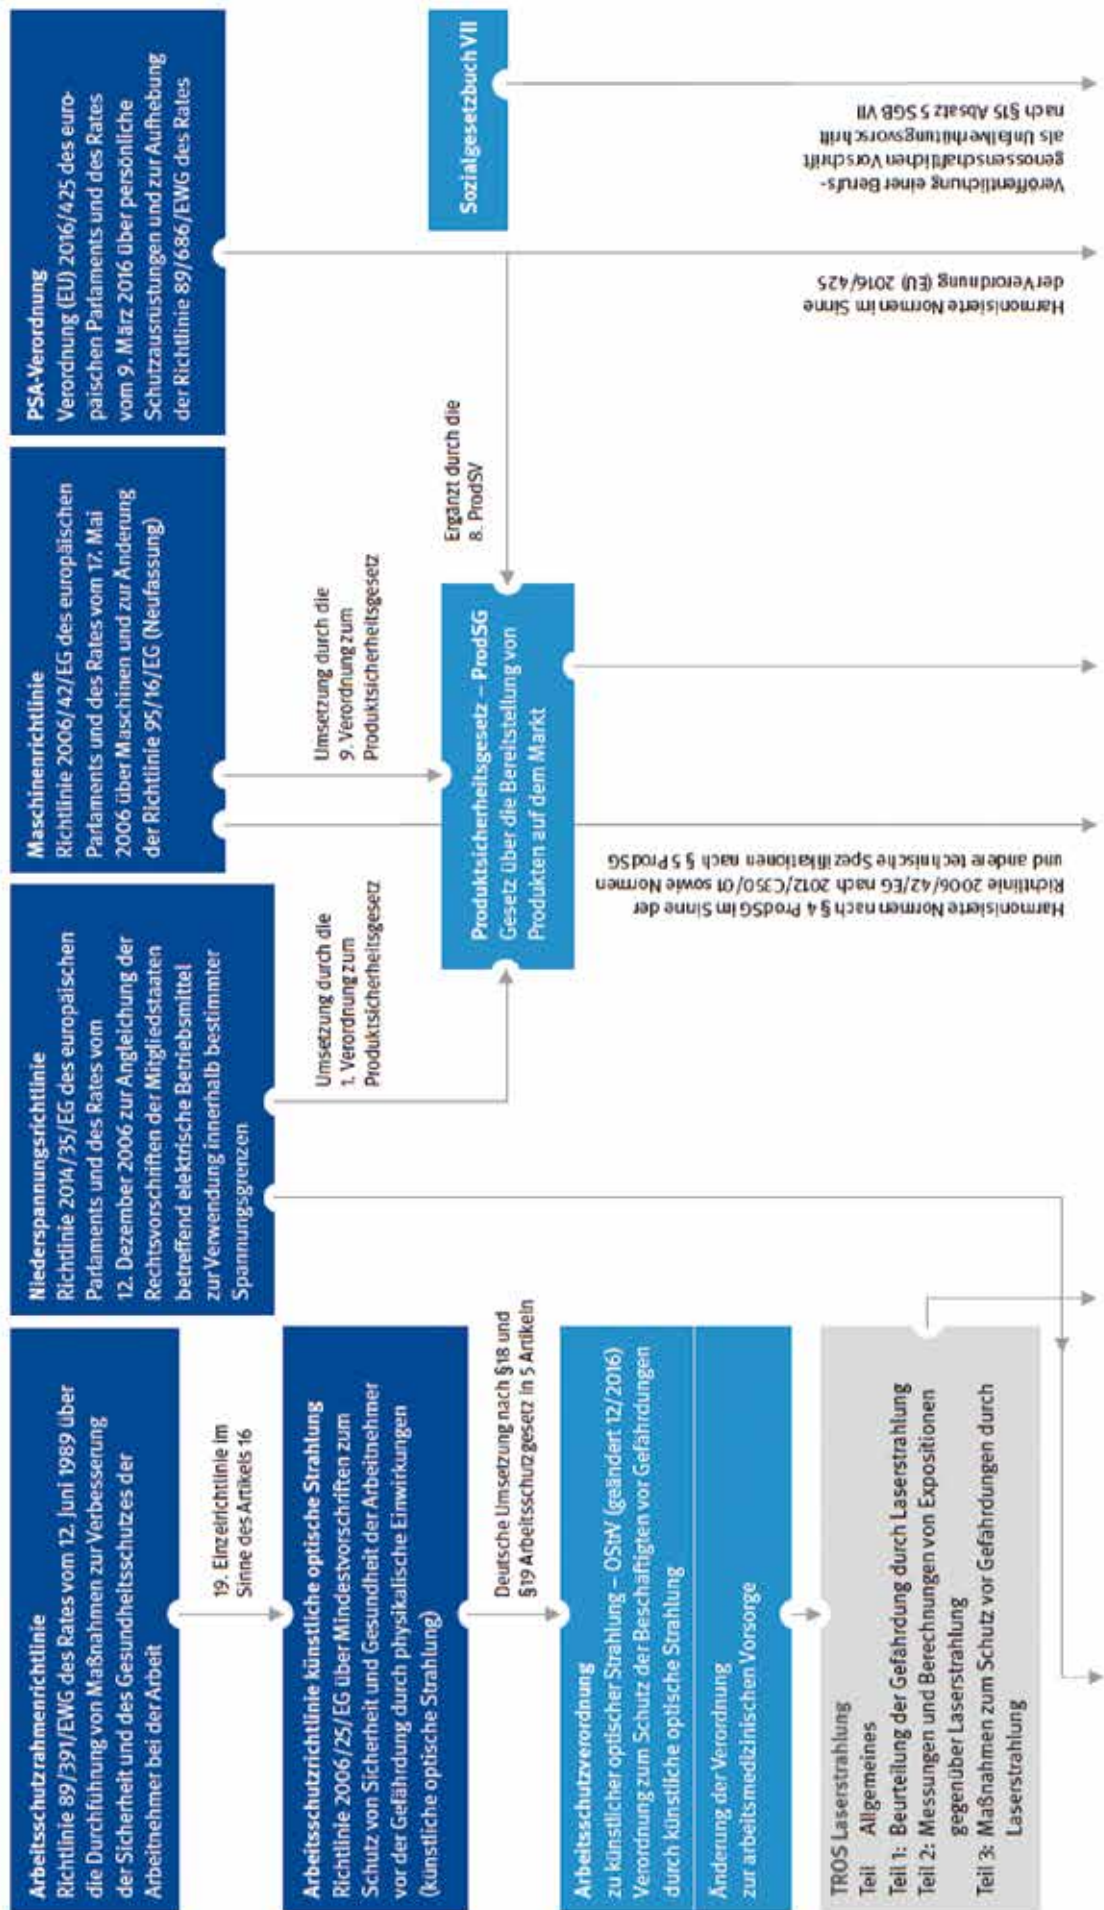 Arbeitsschutzrahmenrichtlinie
Richtlinie 89/391/EWG des Rates vom 12. Juni 1989 über
die Durchführung von Maßnahmen zur Verbesserung
der Sicherheit und des Gesundheitsschutzes der
Arbeitnehmer bei der Arbeit
19. Einzelrichtlinie im
Sinne des Artikels 16
Arbeitsschutzrichtlinie künstliche optische Strahlung
Richtlinie 2006/25/EG über Mindestvorschriften zum
Schutz von Sicherheit und Gesundheit der Arbeitnehmer
vor der Gefährdung durch physikalische Einwirkungen
(künstliche optische Strahlung)
Deutsche Umsetzung nach §18 und
§19 Arbeitsschutzgesetz in 5 Artikeln
Arbeitsschutzverordnung
zu künstlicher optischer Strahlung – OStrV (geändert 12/2016)
Verordnung zum Schutz der Beschäftigten vor Gefährdungen
durch künstliche optische Strahlung
Änderung der Verordnung
zur arbeitsmedizinischen Vorsorge
TROS Laserstrahlung
Teil Allgemeines
Teil 1: Beurteilung der Gefährdung durch Laserstrahlung
Teil 2: Messungen und Berechnungen von Expositionen
gegenüber Laserstrahlung
Teil 3: Maßnahmen zum Schutz vor Gefährdungen durch
Laserstrahlung
Niederspannungsrichtlinie
Richtlinie 2014/35/EG des europäischen
Parlaments und des Rates vom
12. Dezember 2006 zur Angleichung der
Rechtsvorschriften der Mitgliedstaaten
betreffend elektrische Betriebsmittel
zur Verwendung innerhalb bestimmter
Spannungsgrenzen
Umsetzung durch die
1. Verordnung zum
Produktsicherheitsgesetz
Maschinenrichtlinie
Richtlinie 2006/42/EG des europäischen
Parlaments und des Rates vom 17. Mai
2006 über Maschinen und zur Änderung
der Richtlinie 95/16/EG (Neufassung)
Umsetzung durch die
9. Verordnung zum
Produktsicherheitsgesetz
Produktsicherheitsgesetz – ProdSG
Gesetz über die Bereitstellung von
Produkten auf dem Markt
Harmonisierte Normen nach § 4 ProdSG im Sinne der
Richtlinie 2006/42/EG nach 2012/C350/01 sowie Normen
und andere technische Spezifikationen nach § 5 ProdSG
PSA-Verordnung
Verordnung (EU) 2016/425 des euro-
päischen Parlaments und des Rates
vom 9. März 2016 über persönliche
Schutzausrüstungen und zur Aufhebung
der Richtlinie 89/686/EWG des Rates
Ergänzt durch die
8. ProdSV
Harmonisierte Normen im Sinne
der Verordnung (EU) 2016/425
Sozialgesetzbuch VII
Veröffentlichung einer Berufs-
genossenschaftlichen Vorschrift
als Unfallverhütungsvorschrift
nach §15 Absatz 5 SGB VII